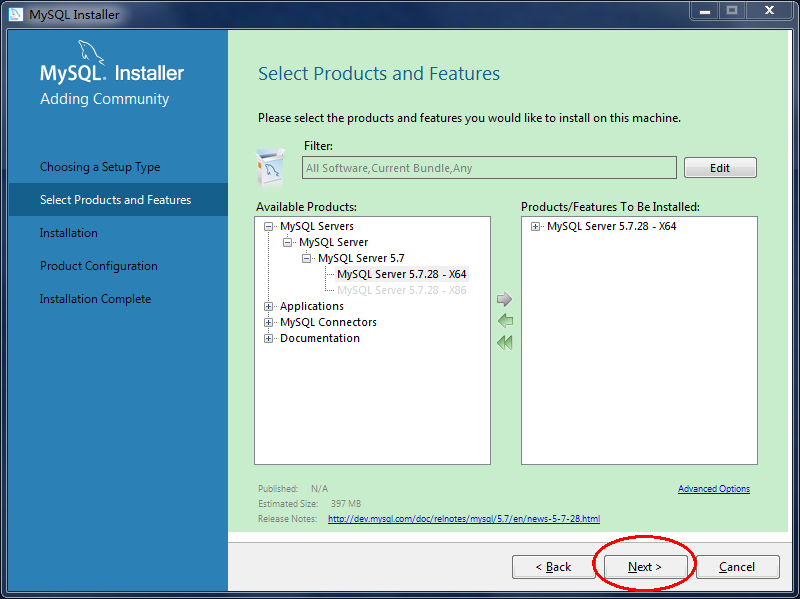 MySQL Installer
MySQL. Installer
Adding Community
Choosing a Setup Type
Select Products and Features
Installation
Product Configuration
Installation Complete
Select Products and Features
Please select the products and features you would like to install on this machine.
Filter:
All Software,Current Bundle,Any
Edit
Available Products:
MySQL Servers
MySQL Server
MySQL Server 5.7
MySQL Server 5.7.28 - X64
MySQL Server 5.7.28 - X86
Applications
MySQL Connectors
Documentation
Products/Features To Be Installed:
MySQL Server 5.7.28 - X64
Published: N/A
Estimated Size: 397 MB
Release Notes: http://dev.mysql.com/doc/relnotes/mysql/5.7/en/news-5-7-28.html
Advanced Options
< Back
Next >
Cancel